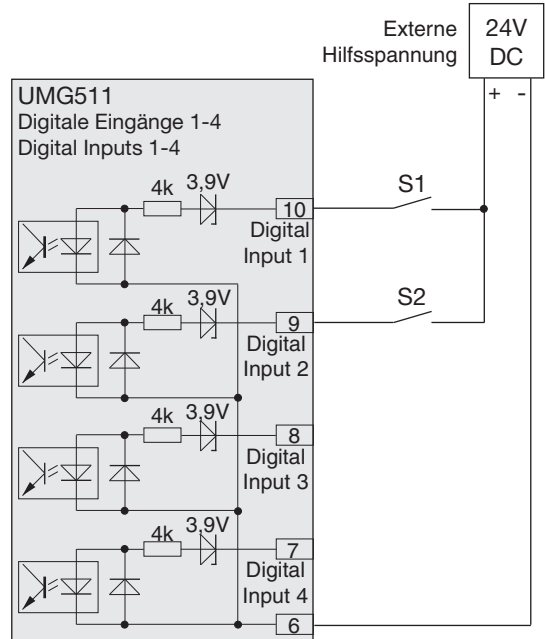 Externe
Hilfsspannung
24V
DC
+ -
UMG511
Digitale Eingänge 1-4
Digital Inputs 1-4
4k 3,9V
10
Digital
Input 1
S1
4k 3,9V
9
Digital
Input 2
S2
4k 3,9V
8
Digital
Input 3
4k 3,9V
7
Digital
Input 4
6